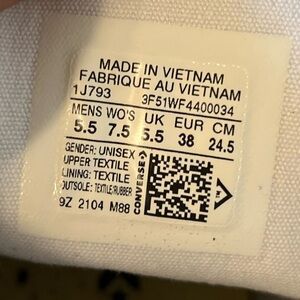 MADE IN VIETNAM
FABRIQUE AU VIETNAM
1J793 3F51WF4400034
MENS WO'S UK EUR CM
5.5 7.5 5.5 38 24.5
GENDER: UNISEX
UPPER TEXTILE
LINING: TEXTILE
OUTSOLE: TEXTILE/RUBBER
CONVERSE
9Z 2104 M88